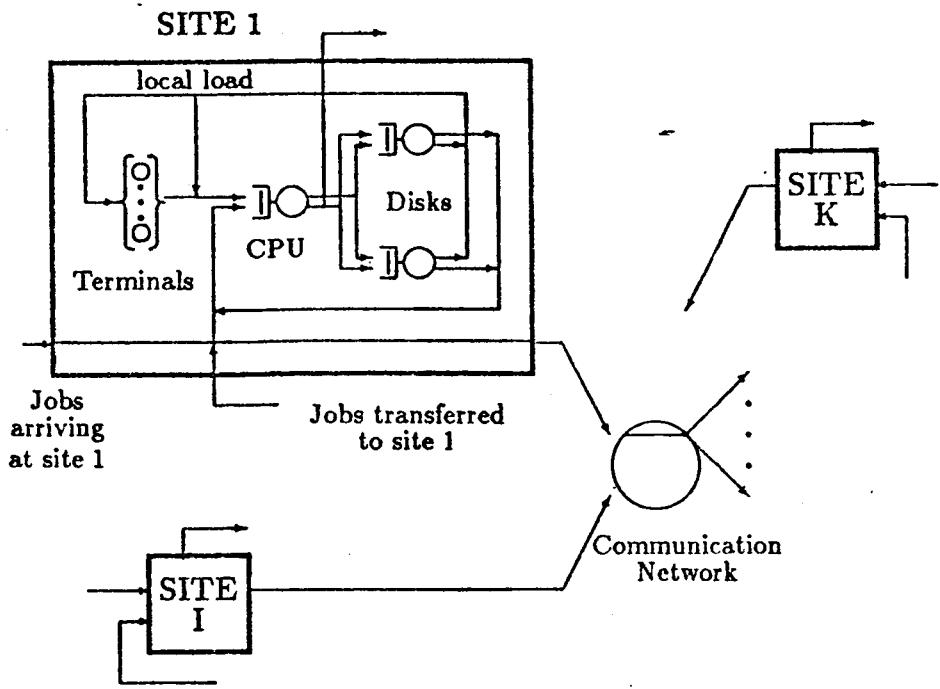 SITE 1
local load
Disks
CPU
Terminals
Jobs
arriving
at site 1
Jobs transferred
to site 1
SITE
K
Communication
Network
SITE
I